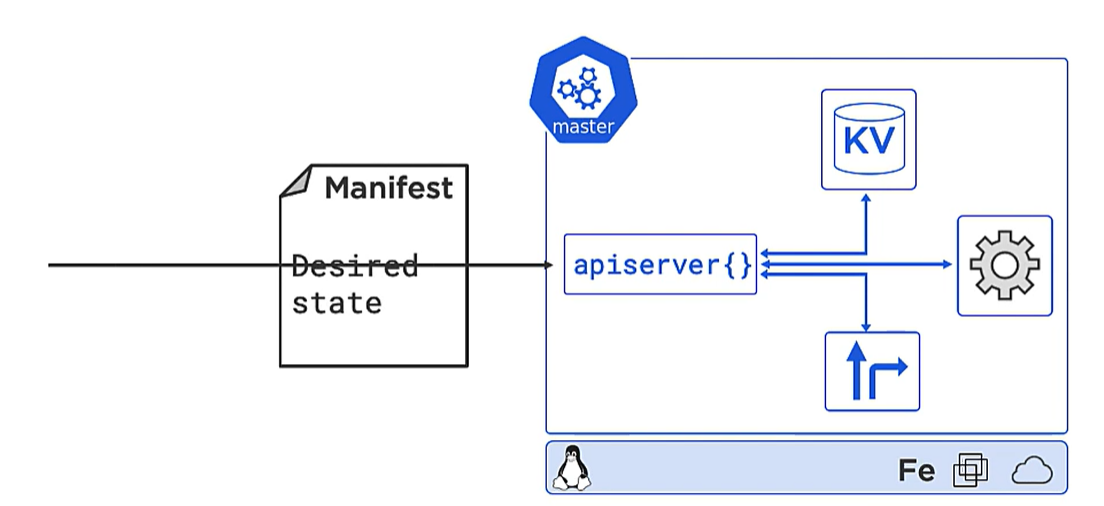 master
KV
Manifest
Desired
state
apiserver{}
Fe